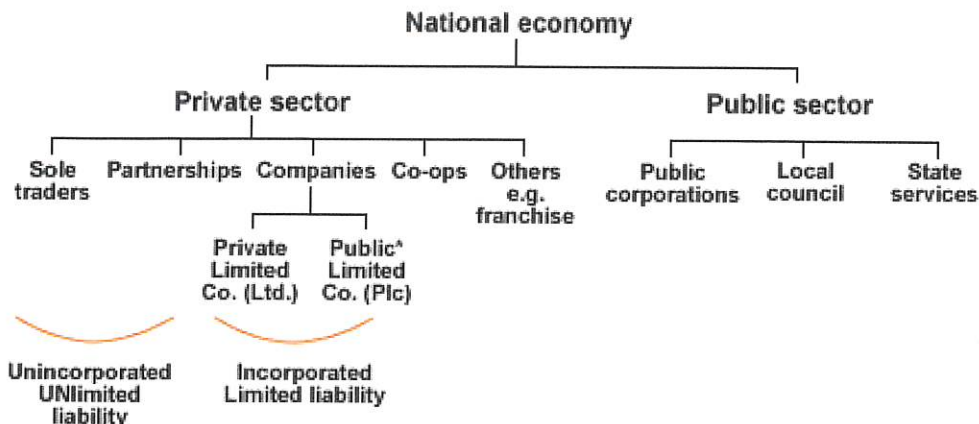 National economy
Private sector
Public sector
Sole
traders
Partnerships
Companies
Co-ops
Others
e.g.
franchise
Public
corporations
Local
council
State
services
Private
Limited
Co. (Ltd.)
Public*
Limited
Co. (Plc)
Unincorporated
UNlimited
liability
Incorporated
Limited liability